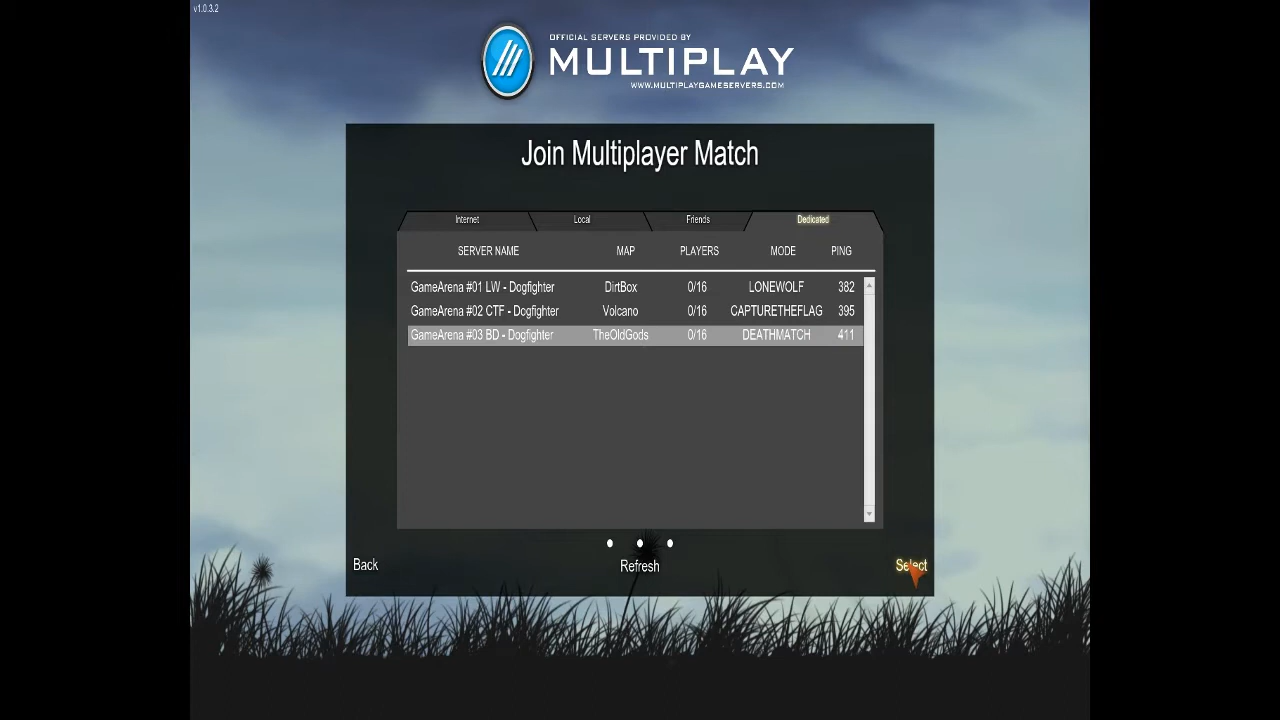 v1.0.3.2
OFFICIAL SERVERS PROVIDED BY
MULTIPLAY
WWW.MULTIPLAYGAMESERVERS.COM
Join Multiplayer Match
Internet Local Friends Dedicated
SERVER NAME MAP PLAYERS MODE PING
GameArena #01 LW - Dogfighter DirtBox 0/16 LONEWOLF 382
GameArena #02 CTF - Dogfighter Volcano 0/16 CAPTURETHEFLAG 395
GameArena #03 BD - Dogfighter TheOldGods 0/16 DEATHMATCH 411
Back Refresh Select